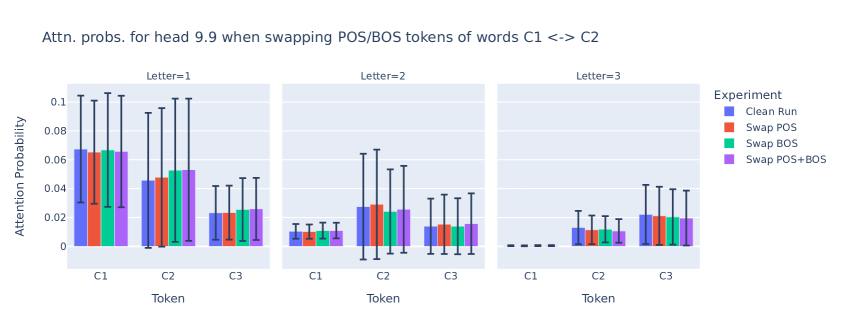 Attn. probs. for head 9.9 when swapping POS/BOS tokens of words C1 <-> C2
Letter=1
Letter=2
Letter=3
Experiment
Clean Run
Swap POS
Swap BOS
Swap POS+BOS
Attention Probability
0.1
0.08
0.06
0.04
0.02
0
C1 C2 C3
C1 C2 C3
C1 C2 C3
Token
Token
Token